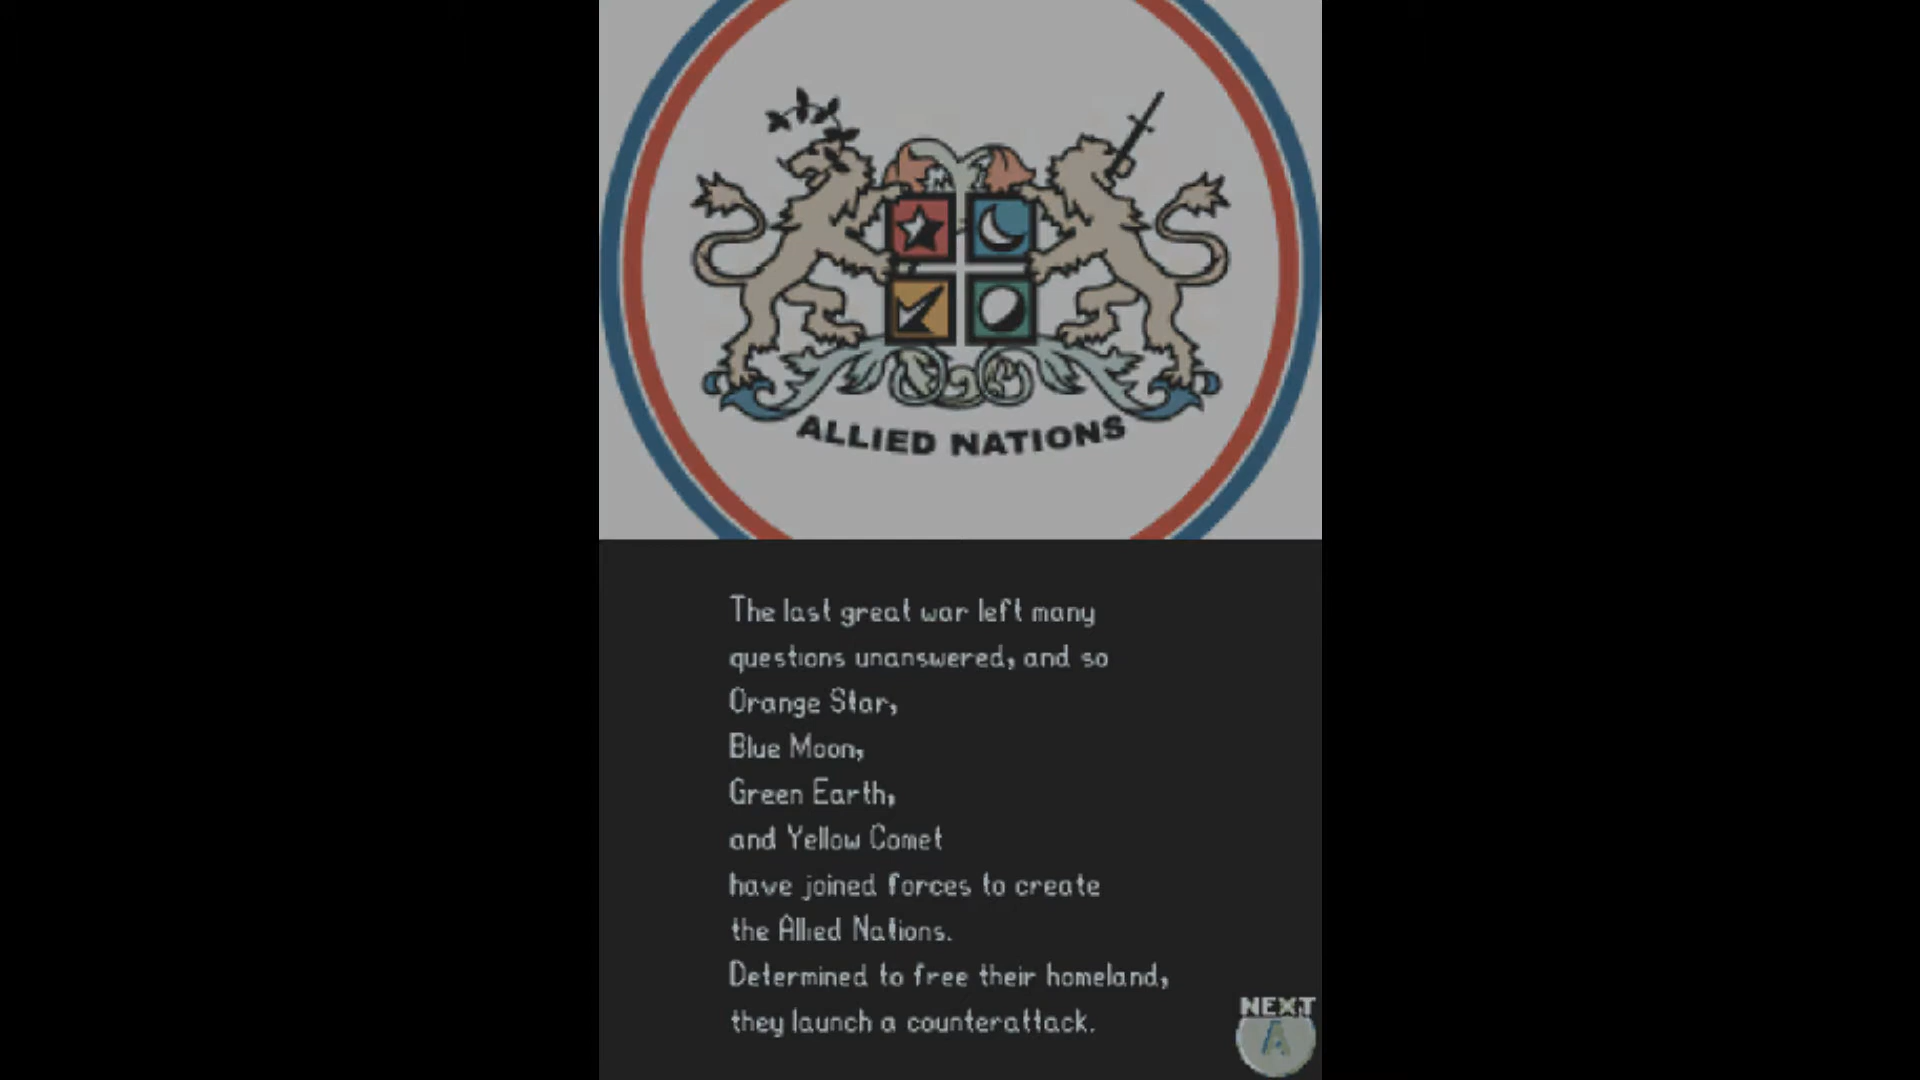 ALLIED NATIONS
The last great war left many
questions unanswered, and so
Orange Star,
Blue Moon,
Green Earth,
and Yellow Comet
have joined forces to create
the Allied Nations.
Determined to free their homeland,
they launch a counterattack.
NEXT
A